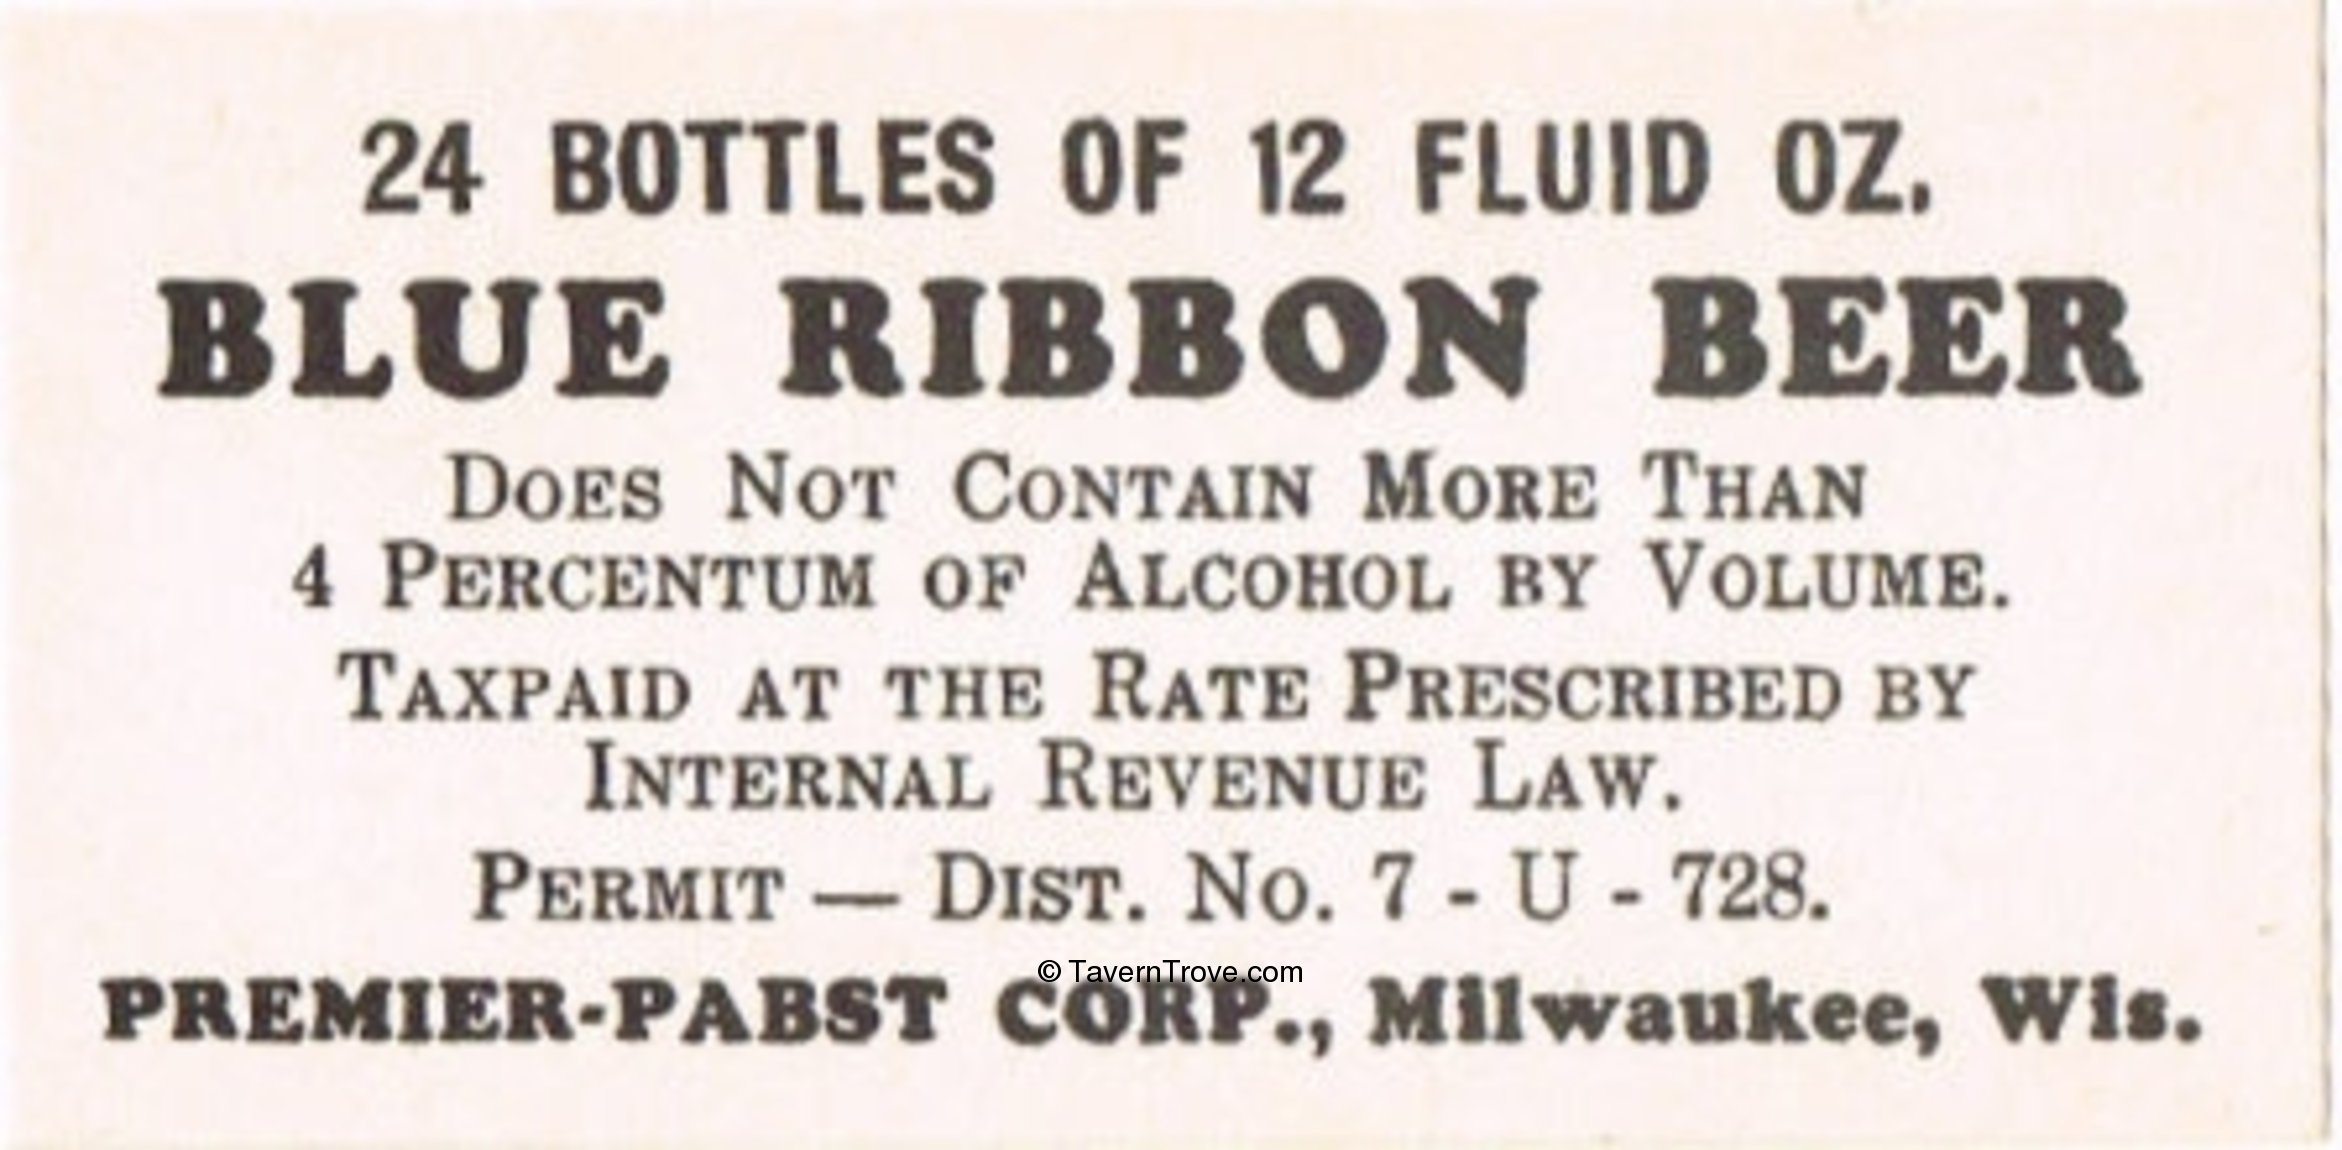 24 BOTTLES OF 12 FLUID OZ.
BLUE RIBBON BEER
DOES NOT CONTAIN MORE THAN
4 PERCENTUM OF ALCOHOL BY VOLUME.
TAXPAID AT THE RATE PRESCRIBED BY
INTERNAL REVENUE LAW.
PERMIT — DIST. NO. 7 - U - 728.
© TavernTrove.com
PREMIER-PABST CORP., Milwaukee, Wis.